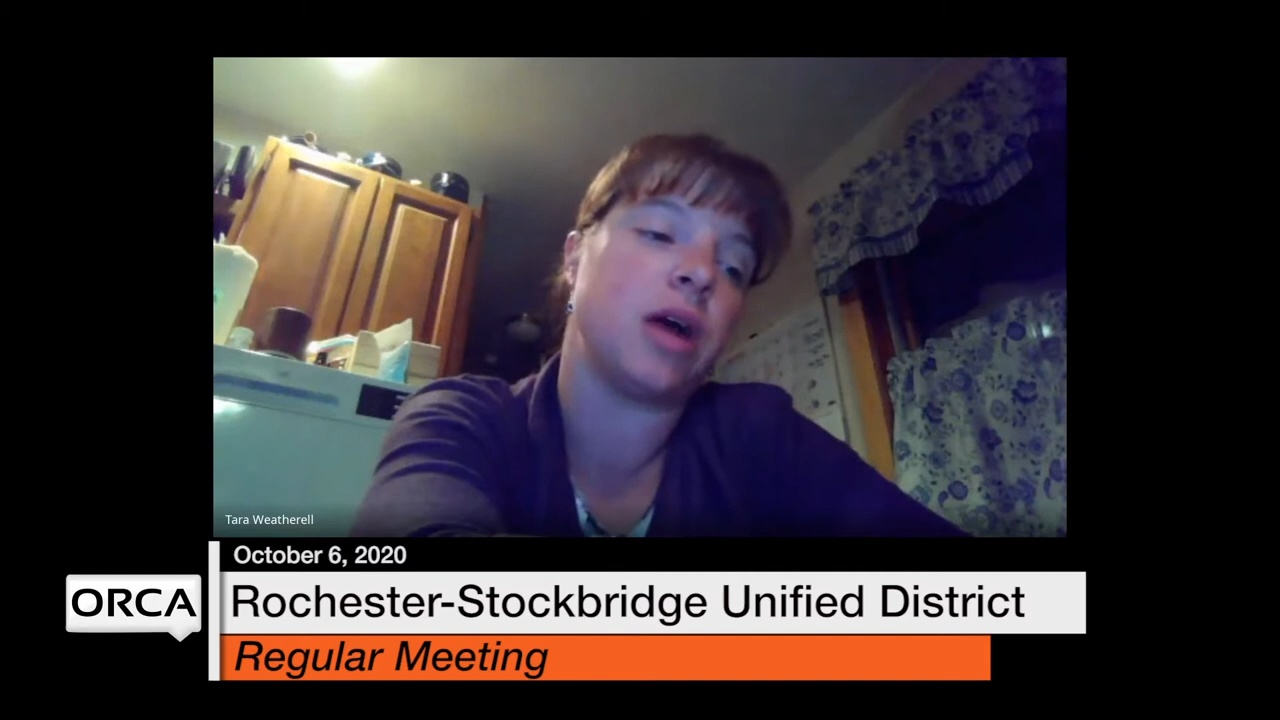 Tara Weatherell
October 6, 2020
ORCA
Rochester-Stockbridge Unified District
Regular Meeting